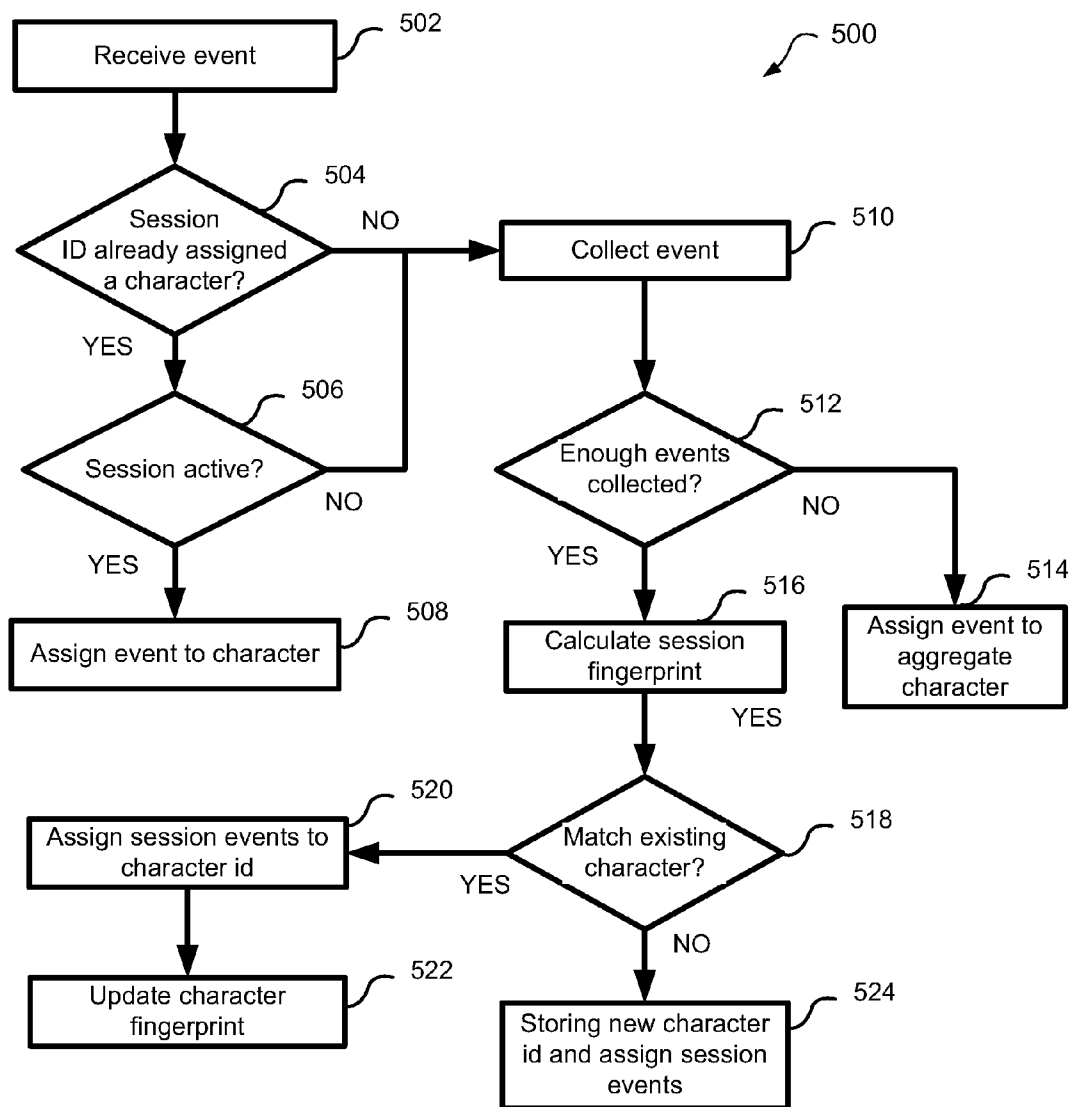 502
Receive event
500
504
Session
ID already assigned
a character?
NO
510
Collect event
YES
506
Session active?
NO
512
Enough events
collected?
NO
YES
YES
508
Assign event to character
516
Calculate session
fingerprint
514
Assign event to
aggregate
character
YES
520
Assign session events to
character id
518
Match existing
character?
YES
NO
522
Update character
fingerprint
524
Storing new character
id and assign session
events